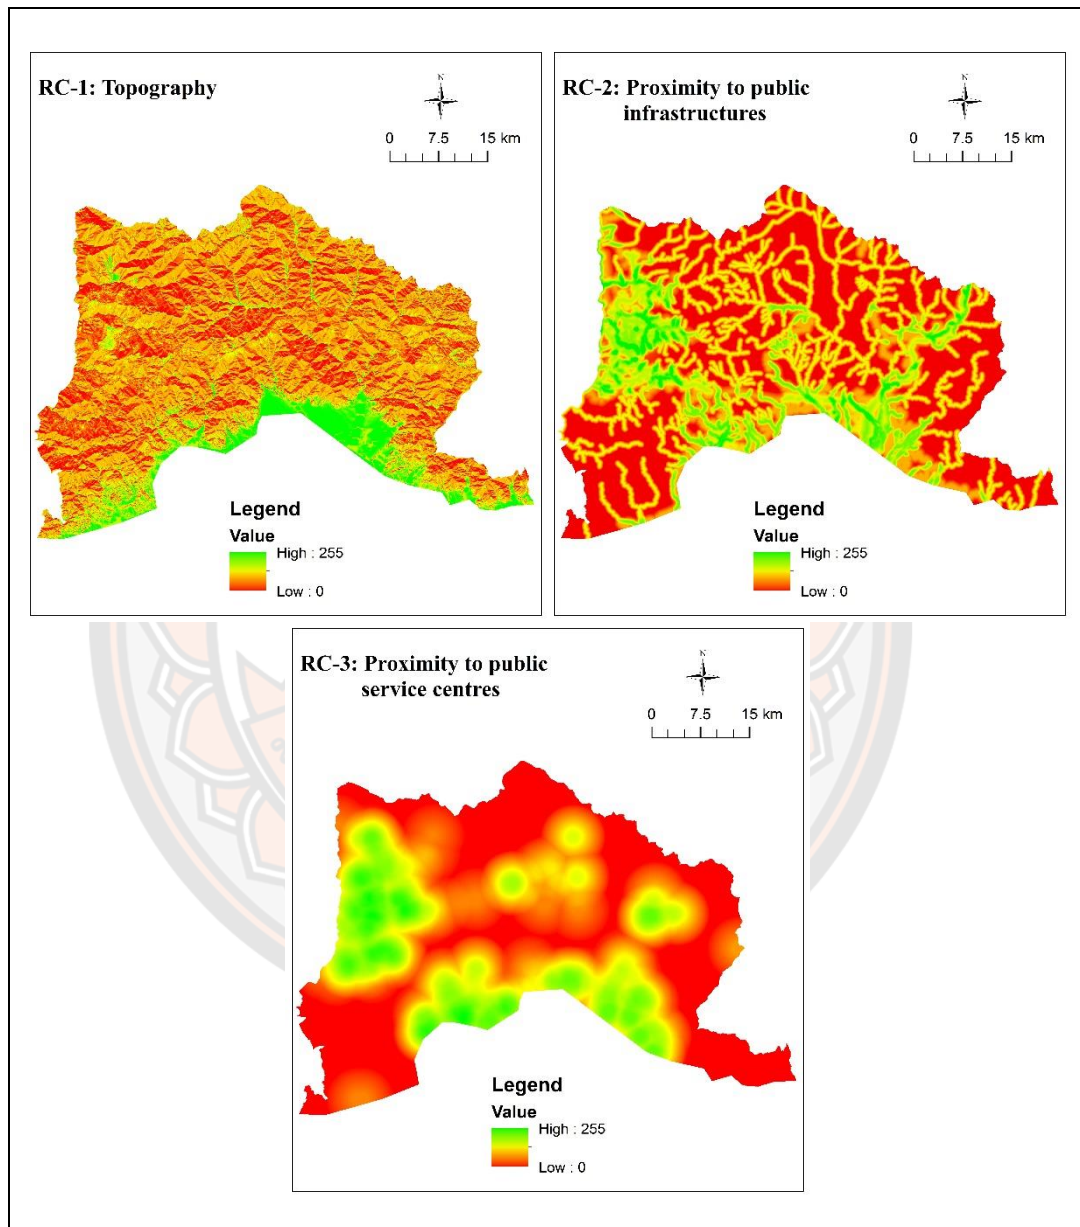 RC-1: Topography
N
0 7.5 15 km
Legend
Value
High : 255
Low : 0
RC-2: Proximity to public
infrastructures
N
0 7.5 15 km
Legend
Value
High : 255
Low : 0
RC-3: Proximity to public
service centres
N
0 7.5 15 km
Legend
Value
High : 255
Low : 0